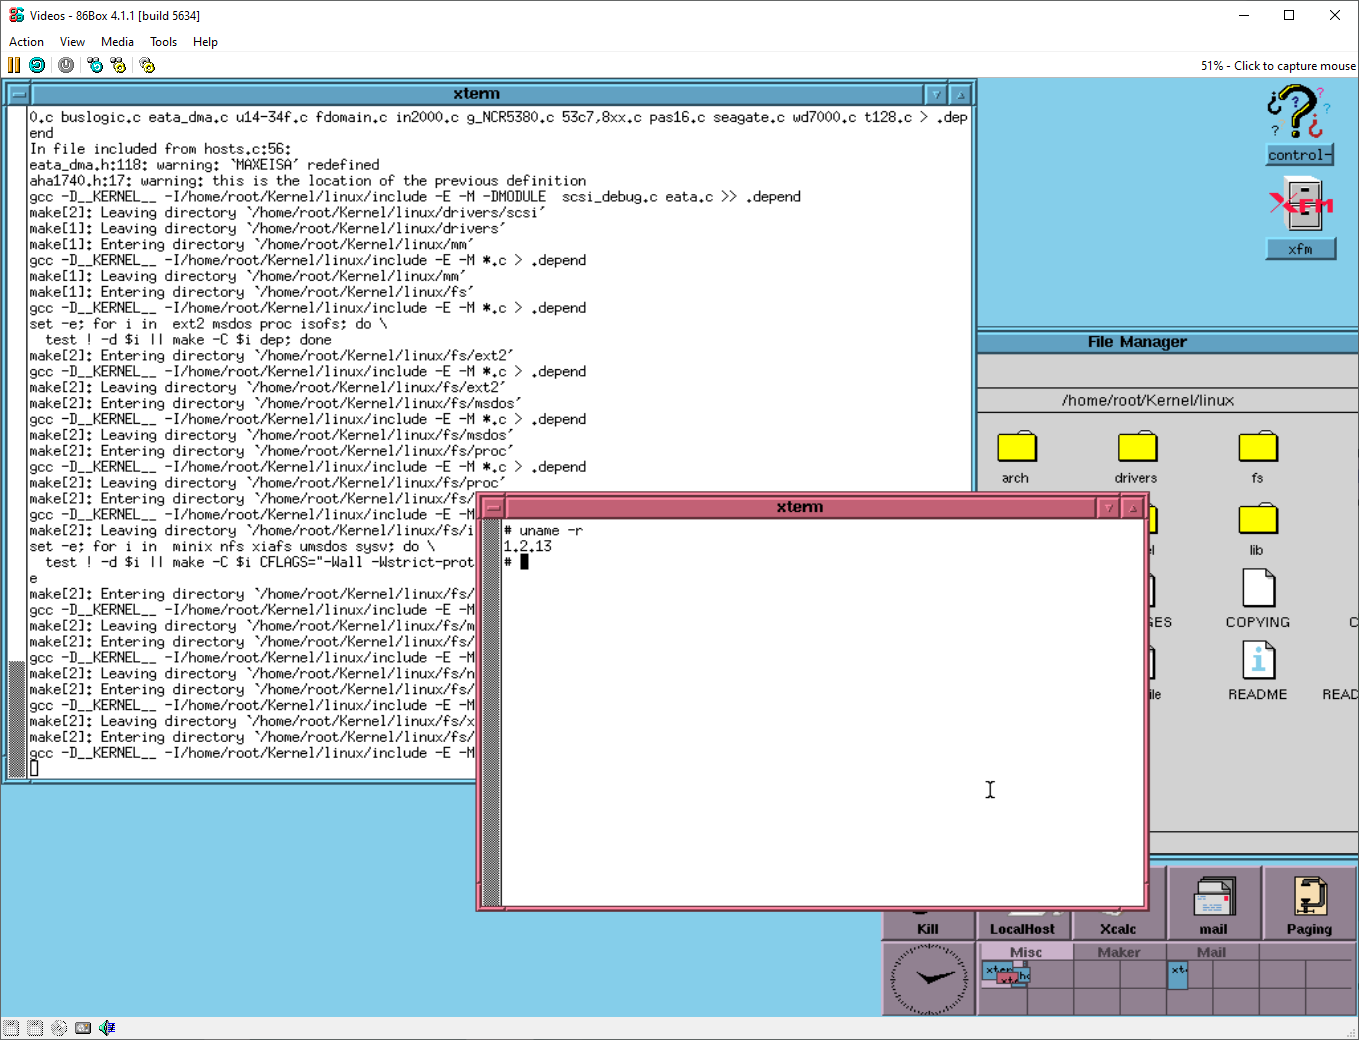 Videos - 86Box 4.1.1 [build 5634]
Action View Media Tools Help
51% - Click to capture mouse
xterm
0.c buslogic.c eata_dma.c u14-34f.c fdomain.c in2000.c g_NCR5380.c 53c7,8xx.c pas16.c seagate.c wd7000.c t128.c > .dep
end
In file included from hosts.c:56:
eata_dma.h:118: warning: `MAXEISA' redefined
aha1740.h:17: warning: this is the location of the previous definition
gcc -D__KERNEL__ -I/home/root/Kernel/linux/include -E -M -DMODULE  scsi_debug.c eata.c >> .depend
make[2]: Leaving directory `/home/root/Kernel/linux/drivers/scsi'
make[1]: Leaving directory `/home/root/Kernel/linux/drivers'
make[1]: Entering directory `/home/root/Kernel/linux/mm'
gcc -D__KERNEL__ -I/home/root/Kernel/linux/include -E -M *.c > .depend
make[1]: Leaving directory `/home/root/Kernel/linux/mm'
make[1]: Entering directory `/home/root/Kernel/linux/fs'
gcc -D__KERNEL__ -I/home/root/Kernel/linux/include -E -M *.c > .depend
set -e; for i in  ext2 msdos proc isofs; do \
  test ! -d $i || make -C $i dep; done
make[2]: Entering directory `/home/root/Kernel/linux/fs/ext2'
gcc -D__KERNEL__ -I/home/root/Kernel/linux/include -E -M *.c > .depend
make[2]: Leaving directory `/home/root/Kernel/linux/fs/ext2'
make[2]: Entering directory `/home/root/Kernel/linux/fs/msdos'
gcc -D__KERNEL__ -I/home/root/Kernel/linux/include -E -M *.c > .depend
make[2]: Leaving directory `/home/root/Kernel/linux/fs/msdos'
make[2]: Entering directory `/home/root/Kernel/linux/fs/proc'
gcc -D__KERNEL__ -I/home/root/Kernel/linux/include -E -M *.c > .depend
make[2]: Leaving directory `/home/root/Kernel/linux/fs/proc'
make[2]: Entering directory `/home/root/Kernel/linux/fs/
gcc -D__KERNEL__ -I/home/root/Kernel/linux/include -E -M
make[2]: Leaving directory `/home/root/Kernel/linux/fs/i
set -e; for i in  minix nfs xiafs umsdos sysv; do \
  test ! -d $i || make -C $i CFLAGS="-Wall -Wstrict-prot
e
make[2]: Entering directory `/home/root/Kernel/linux/fs/
gcc -D__KERNEL__ -I/home/root/Kernel/linux/include -E -M
make[2]: Leaving directory `/home/root/Kernel/linux/fs/m
make[2]: Entering directory `/home/root/Kernel/linux/fs/
gcc -D__KERNEL__ -I/home/root/Kernel/linux/include -E -M
make[2]: Leaving directory `/home/root/Kernel/linux/fs/n
make[2]: Entering directory `/home/root/Kernel/linux/fs/
gcc -D__KERNEL__ -I/home/root/Kernel/linux/include -E -M
make[2]: Leaving directory `/home/root/Kernel/linux/fs/x
make[2]: Entering directory `/home/root/Kernel/linux/fs/
gcc -D__KERNEL__ -I/home/root/Kernel/linux/include -E -M
xterm
# uname -r
1.2.13
#
control-
XFM
xfm
File Manager
/home/root/Kernel/linux
arch drivers fs
el lib
GES COPYING C
ile README READ
Kill LocalHost Xcalc mail Paging
Misc Maker Mail
xter
xte
xt